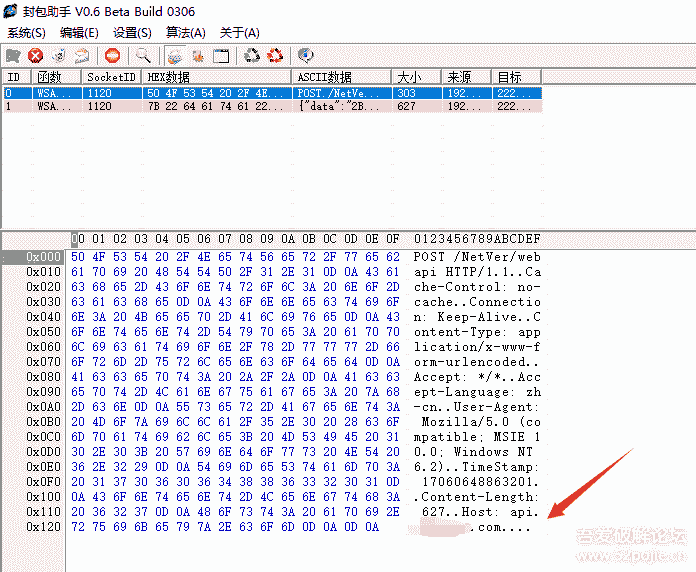 封包助手 V0.6 Beta Build 0306
系统(S) 编辑(E) 设置(S) 算法(A) 关于(A)
ID 函数 SocketID HEX数据 ASCII数据 大小 来源 目标
0 WSA... 1120 50 4F 53 54 20 2F 4E... POST./NetVe... 303 192... 222...
1 WSA... 1120 7B 22 64 61 74 61 22... {"data":"2B... 627 192... 222...
00 01 02 03 04 05 06 07 08 09 0A 0B 0C 0D 0E 0F 0123456789ABCDEF
0x000 50 4F 53 54 20 2F 4E 65 74 56 65 72 2F 77 65 62 POST /NetVer/web
0x010 61 70 69 20 48 54 54 50 2F 31 2E 31 0D 0A 43 61 api HTTP/1.1..Ca
0x020 63 68 65 2D 43 6F 6E 74 72 6F 6C 3A 20 6E 6F 2D che-Control: no-
0x030 63 61 63 68 65 0D 0A 43 6F 6E 6E 65 63 74 69 6F cache..Connectio
0x040 6E 3A 20 4B 65 65 70 2D 41 6C 69 76 65 0D 0A 43 n: Keep-Alive..C
0x050 6F 6E 74 65 6E 74 2D 54 79 70 65 3A 20 61 70 70 ontent-Type: app
0x060 6C 69 63 61 74 69 6F 6E 2F 78 2D 77 77 77 2D 66 lication/x-www-f
0x070 6F 72 6D 2D 75 72 6C 65 6E 63 6F 64 65 64 0D 0A orm-urlencoded..
0x080 41 63 63 65 70 74 3A 20 2A 2F 2A 0D 0A 41 63 63 Accept: */*..Acc
0x090 65 70 74 2D 4C 61 6E 67 75 61 67 65 3A 20 7A 68 ept-Language: zh
0x0A0 2D 63 6E 0D 0A 55 73 65 72 2D 41 67 65 6E 74 3A -cn..User-Agent:
0x0B0 20 4D 6F 7A 69 6C 6C 61 2F 35 2E 30 20 28 63 6F Mozilla/5.0 (co
0x0C0 6D 70 61 74 69 62 6C 65 3B 20 4D 53 49 45 20 31 mpatible; MSIE 1
0x0D0 30 2E 30 3B 20 57 69 6E 64 6F 77 73 20 4E 54 20 0.0; Windows NT
0x0E0 36 2E 32 29 0D 0A 54 69 6D 65 53 74 61 6D 70 3A 6.2)..TimeStamp:
0x0F0 20 31 37 30 36 30 36 34 38 38 36 33 32 30 31 0D 17060648863201.
0x100 0A 43 6F 6E 74 65 6E 74 2D 4C 65 6E 67 74 68 3A .Content-Length:
0x110 20 36 32 37 0D 0A 48 6F 73 74 3A 20 61 70 69 2E 627..Host: api.
0x120 72 75 69 6B 65 79 7A 2E 63 6F 6D 0D 0A 0D 0A .com....
吾爱破解论坛
www.52pojie.cn